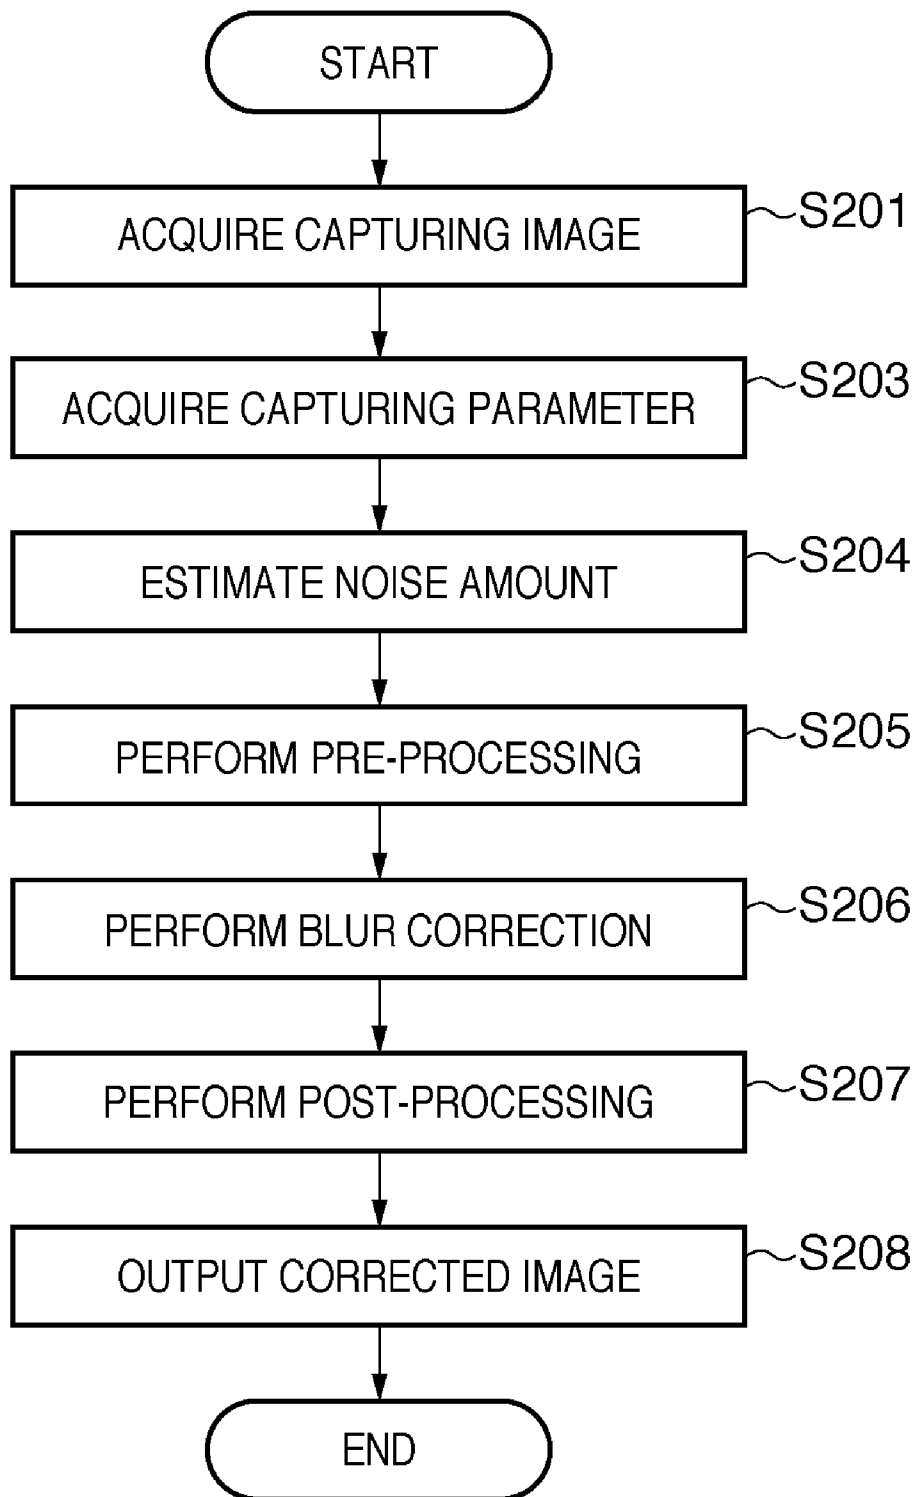 START
ACQUIRE CAPTURING IMAGE
S201
ACQUIRE CAPTURING PARAMETER
S203
ESTIMATE NOISE AMOUNT
S204
PERFORM PRE-PROCESSING
S205
PERFORM BLUR CORRECTION
S206
PERFORM POST-PROCESSING
S207
OUTPUT CORRECTED IMAGE
S208
END